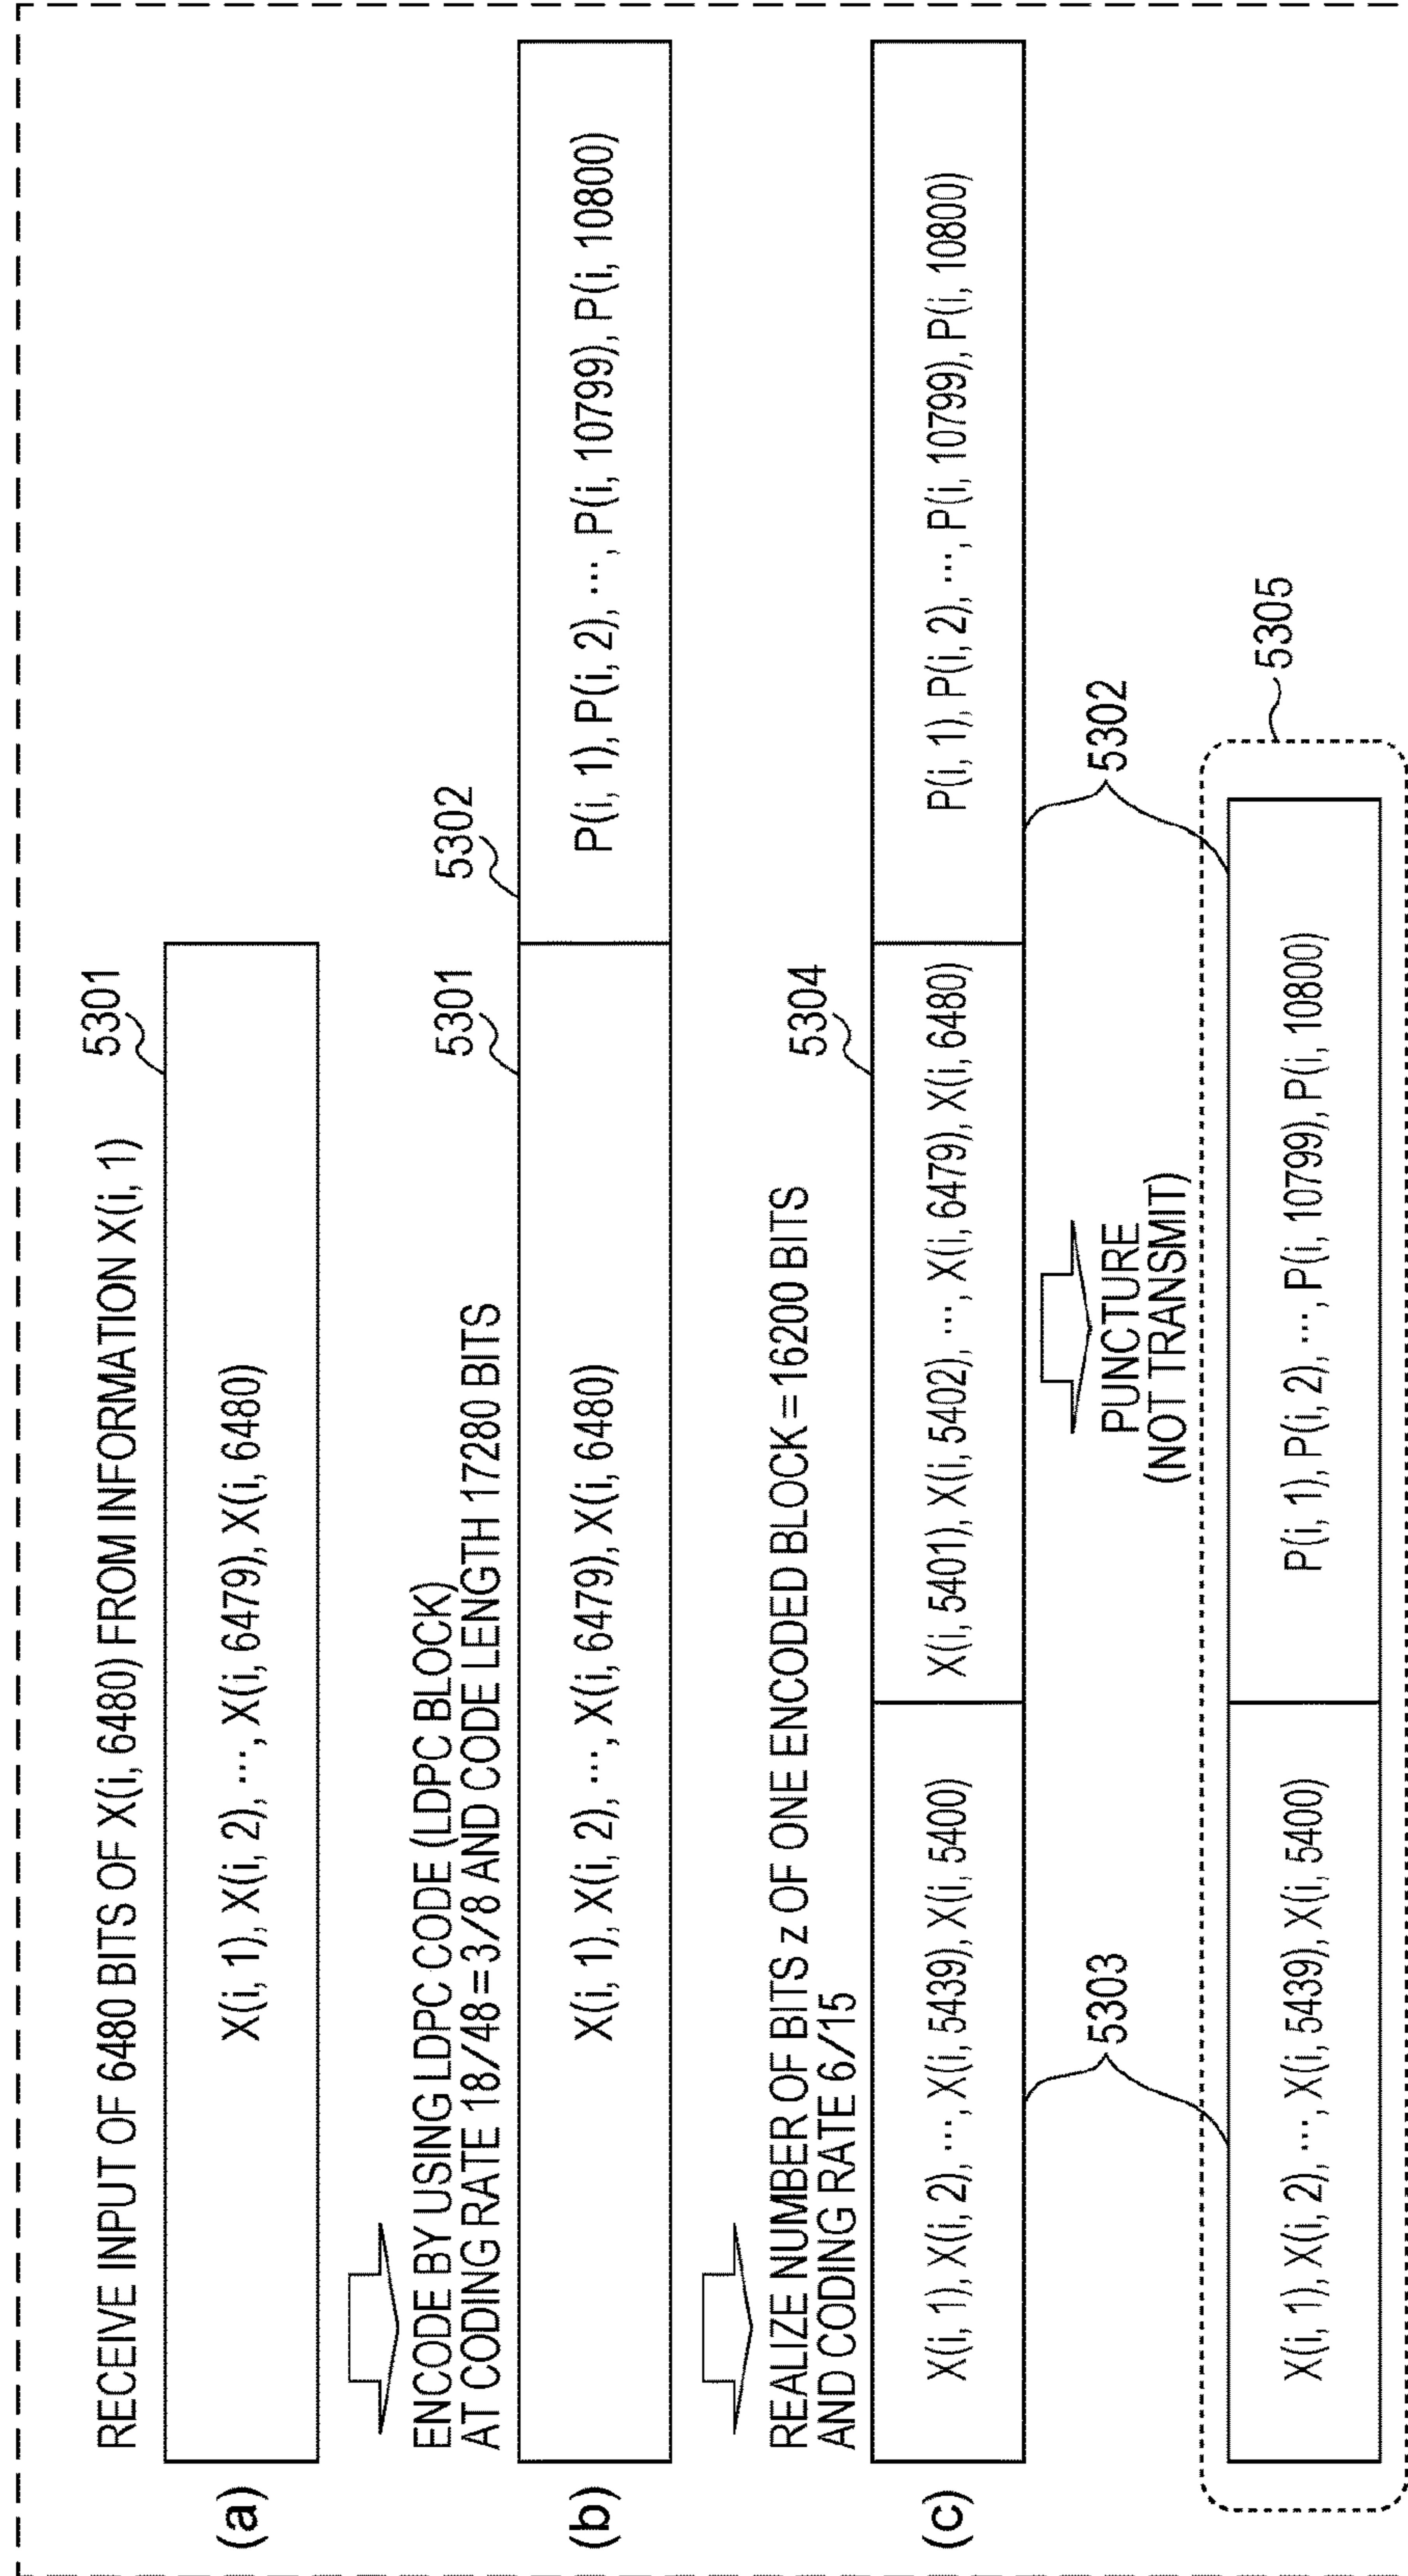 RECEIVE INPUT OF 6480 BITS OF X(i, 6480) FROM INFORMATION X(i, 1)
5301
(a)
X(i, 1), X(i, 2), ···, X(i, 6479), X(i, 6480)
ENCODE BY USING LDPC CODE (LDPC BLOCK)
AT CODING RATE 18/48=3/8 AND CODE LENGTH 17280 BITS
5301
5302
(b)
X(i, 1), X(i, 2), ···, X(i, 6479), X(i, 6480)
P(i, 1), P(i, 2), ···, P(i, 10799), P(i, 10800)
REALIZE NUMBER OF BITS z OF ONE ENCODED BLOCK = 16200 BITS
AND CODING RATE 6/15
5304
(c)
X(i, 1), X(i, 2), ···, X(i, 5439), X(i, 5400)
X(i, 5401), X(i, 5402), ···, X(i, 6479), X(i, 6480)
P(i, 1), P(i, 2), ···, P(i, 10799), P(i, 10800)
5303
PUNCTURE
(NOT TRANSMIT)
5302
5305
X(i, 1), X(i, 2), ···, X(i, 5439), X(i, 5400)
P(i, 1), P(i, 2), ···, P(i, 10799), P(i, 10800)